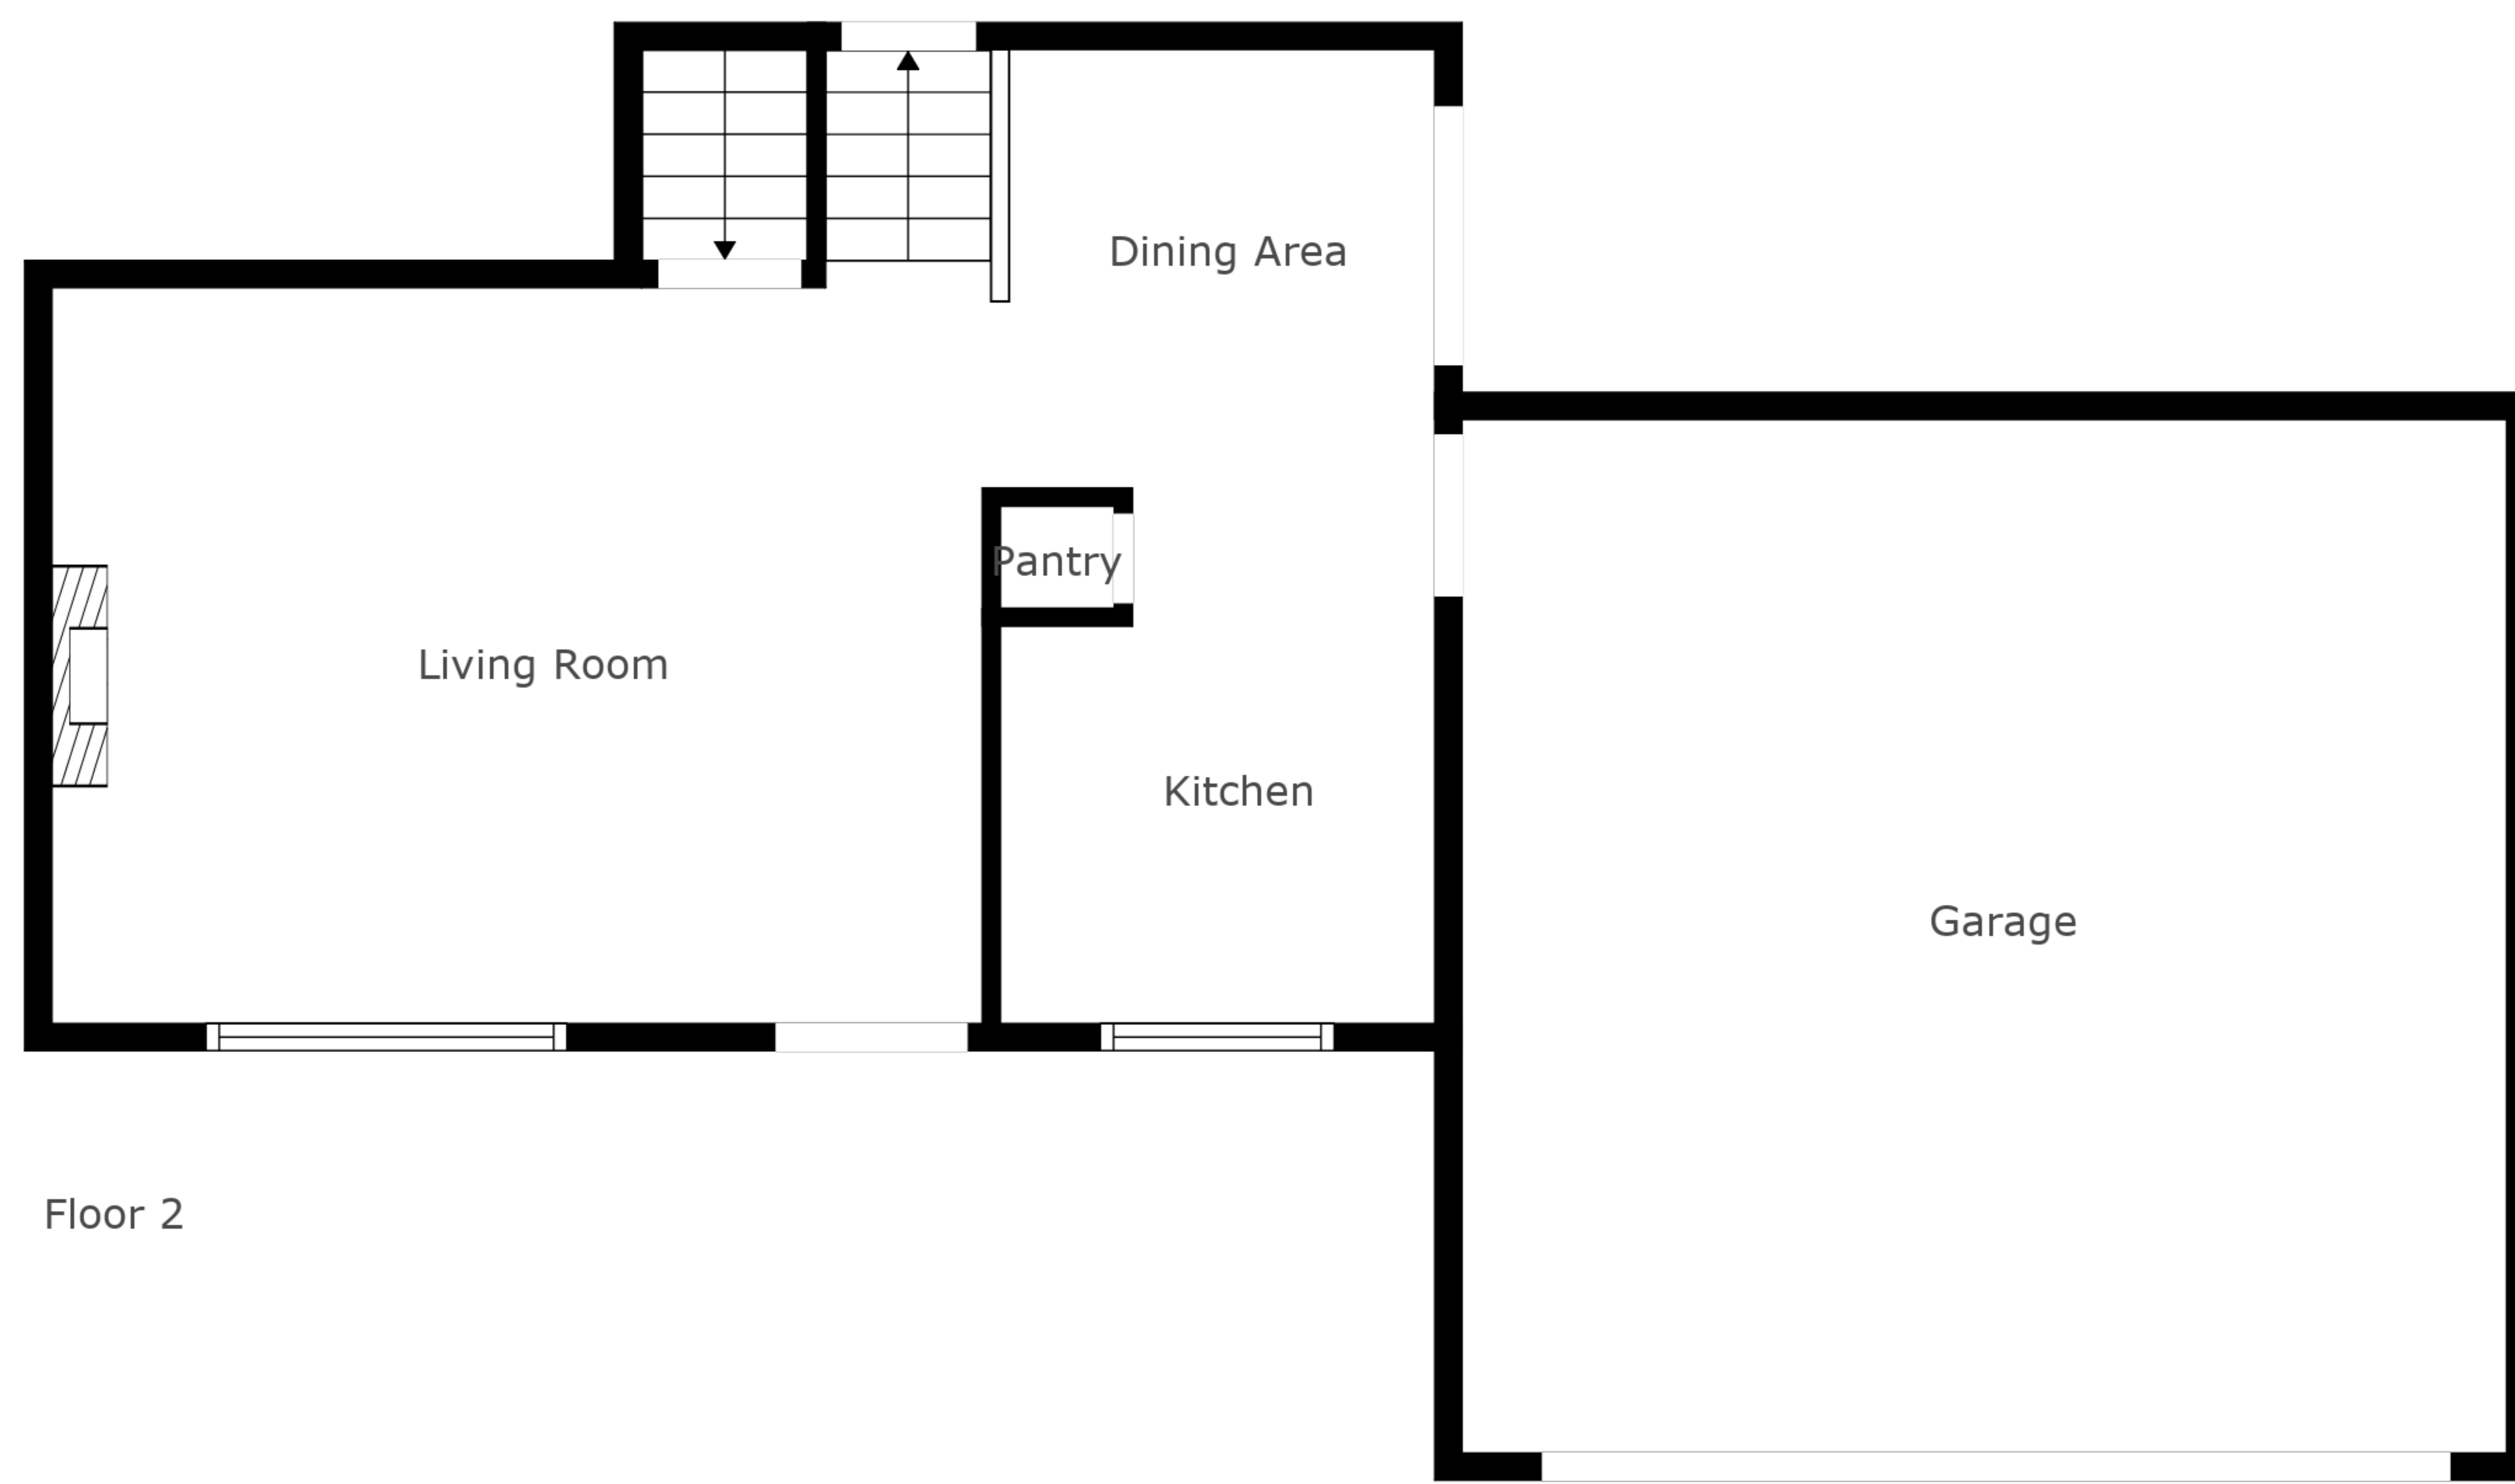 Dining Area
Pantry
Living Room
Kitchen
Garage
Floor 2